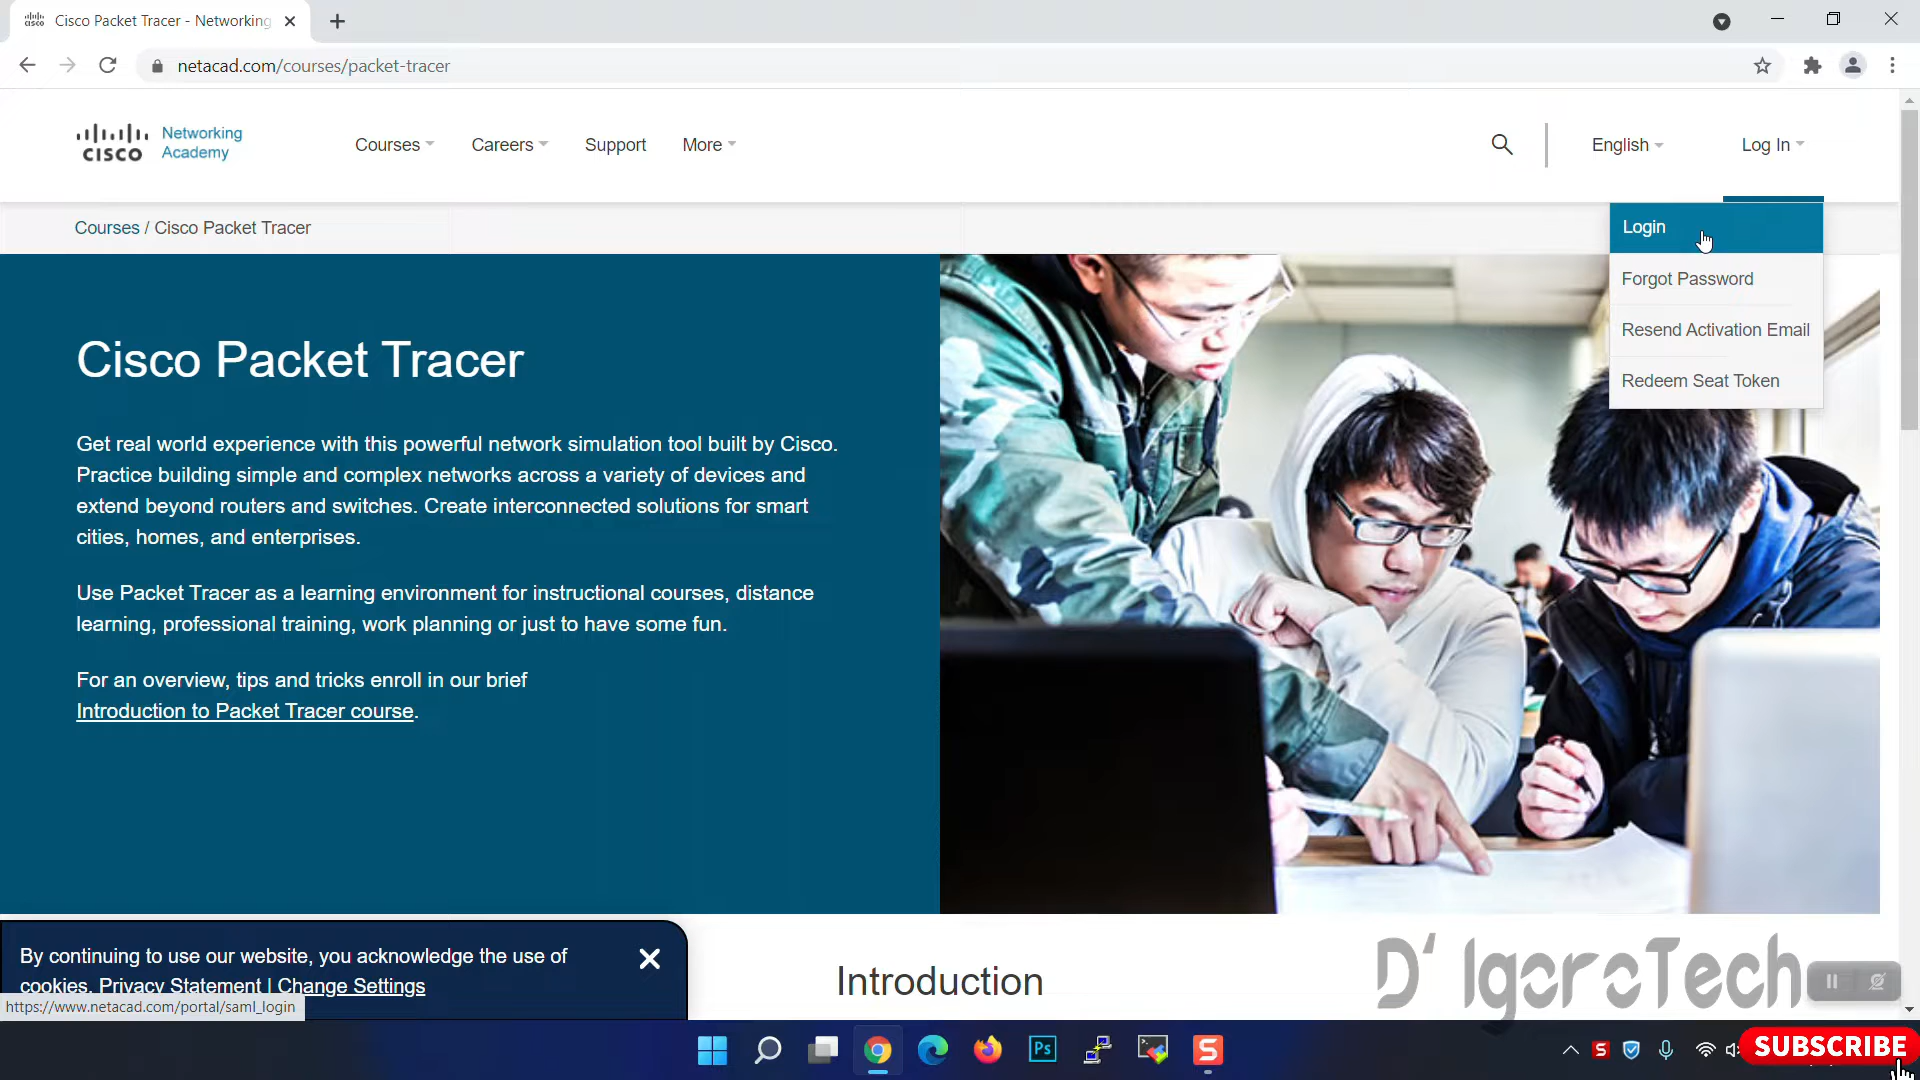 Cisco Packet Tracer - Networking
netacad.com/courses/packet-tracer
CISCO
Networking
Academy
Courses
Careers
Support
More
English
Log In
Courses / Cisco Packet Tracer
Login
Forgot Password
Resend Activation Email
Redeem Seat Token
Cisco Packet Tracer
Get real world experience with this powerful network simulation tool built by Cisco.
Practice building simple and complex networks across a variety of devices and
extend beyond routers and switches. Create interconnected solutions for smart
cities, homes, and enterprises.
Use Packet Tracer as a learning environment for instructional courses, distance
learning, professional training, work planning or just to have some fun.
For an overview, tips and tricks enroll in our brief
Introduction to Packet Tracer course.
By continuing to use our website, you acknowledge the use of
cookies. Privacy Statement | Change Settings
https://www.netacad.com/portal/saml_login
Introduction
D' IgoroTech
Ps
S
S
SUBSCRIBE